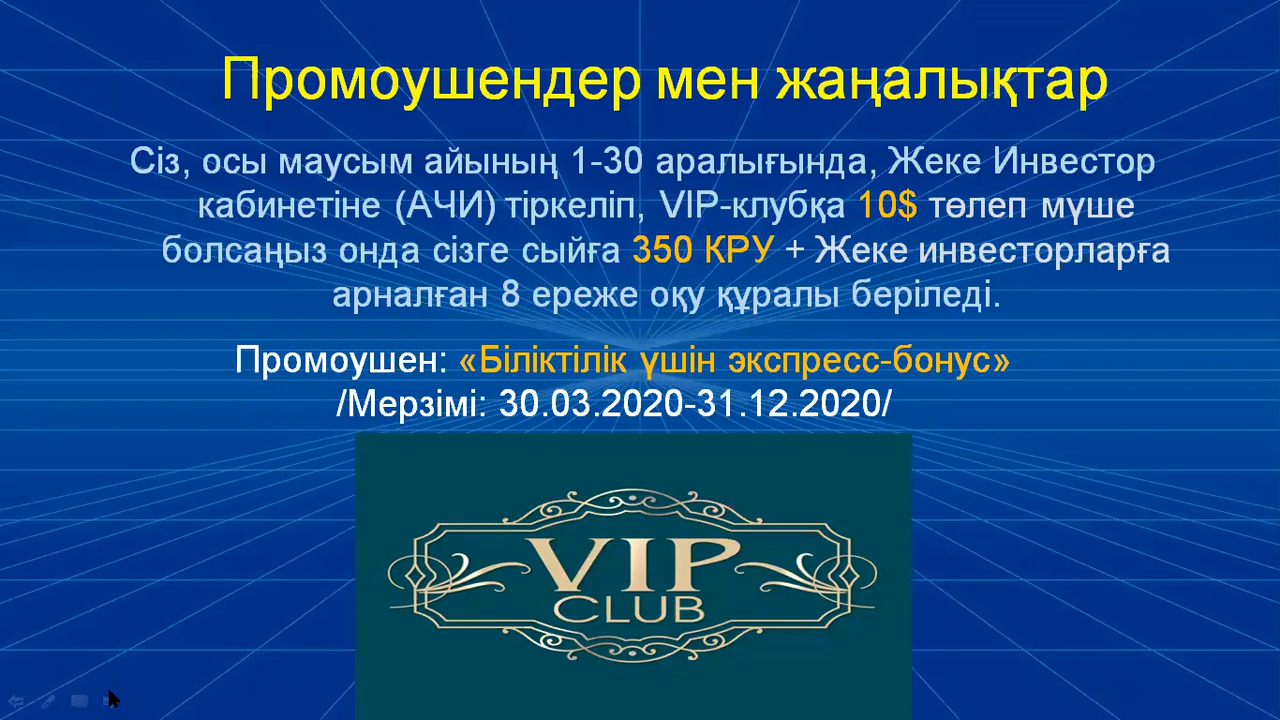 Промоушендер мен жаңалықтар
Сіз, осы маусым айының 1-30 аралығында, Жеке Инвестор
кабинетіне (АЧИ) тіркеліп, VIP-клубқа 10$ төлеп мүше
болсаңыз онда сізге сыйға 350 КРУ + Жеке инвесторларға
арналған 8 ереже оқу құралы беріледі.
Промоушен: «Біліктілік үшін экспресс-бонус»
/Мерзімі: 30.03.2020-31.12.2020/
VIP
CLUB